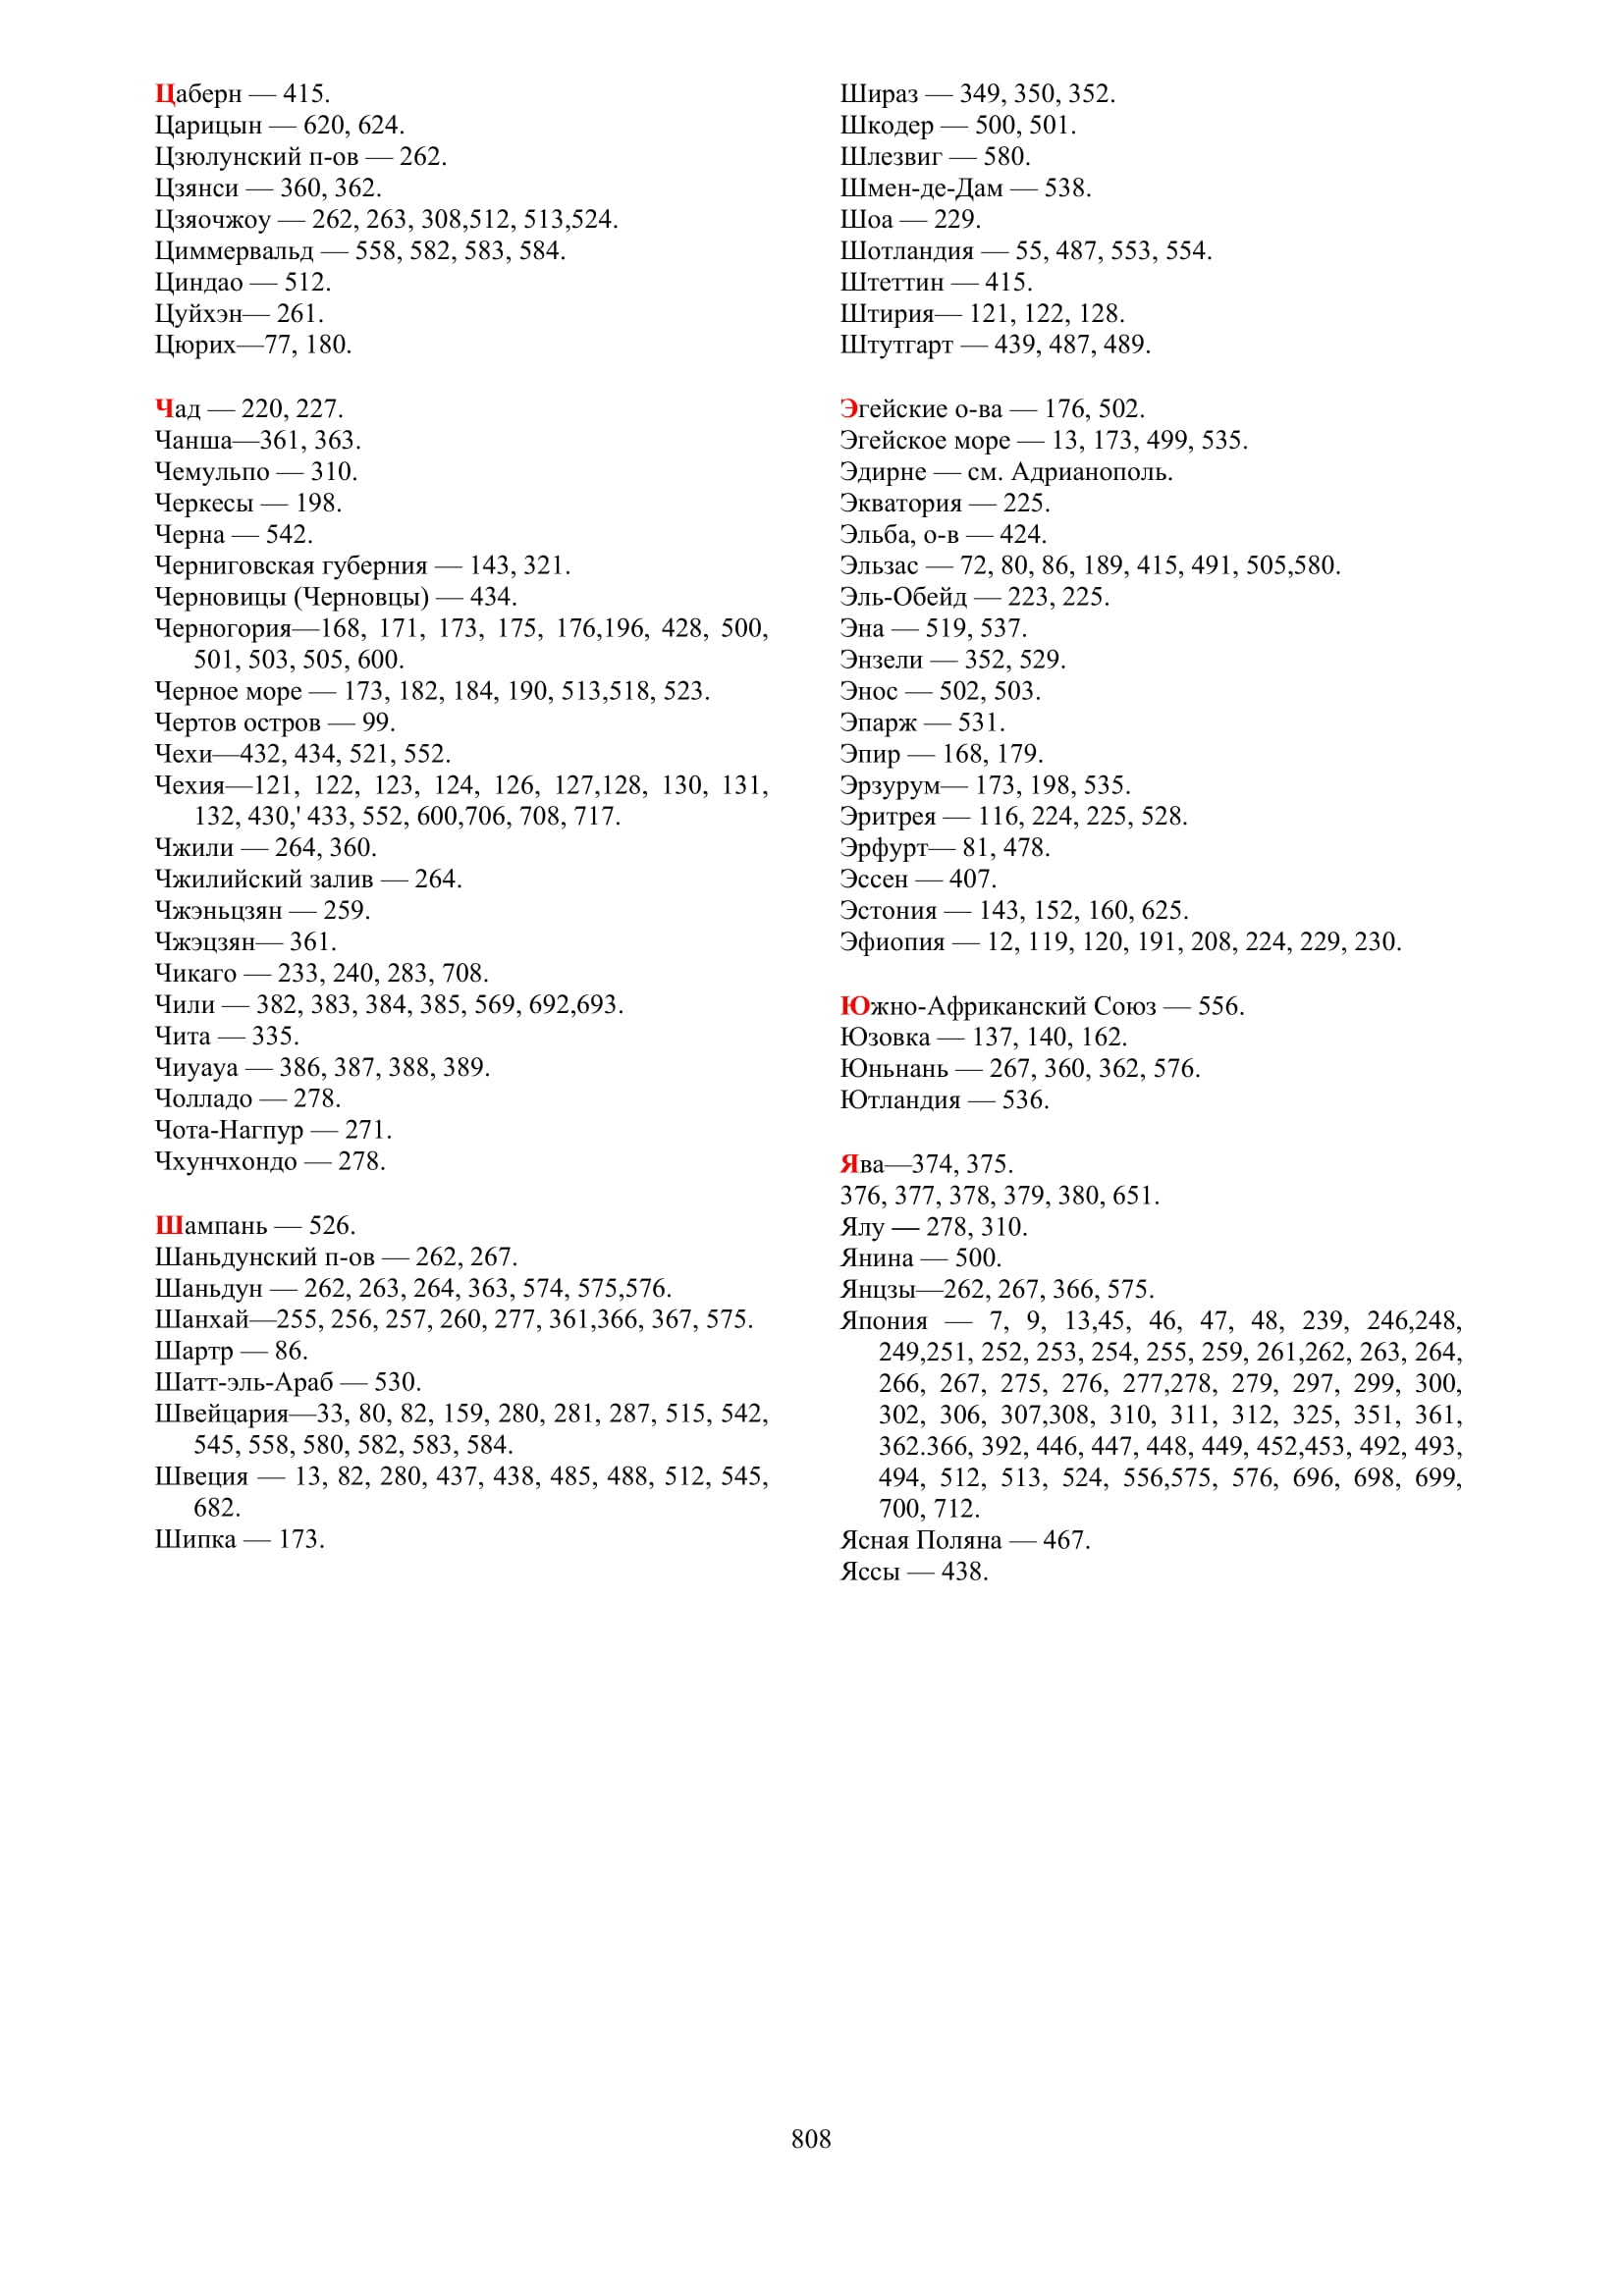 Цаберн — 415.
Царицын — 620, 624.
Цзюлунский п-ов — 262.
Цзянси — 360, 362.
Цзяочжоу — 262, 263, 308,512, 513,524.
Циммервальд — 558, 582, 583, 584.
Циндао — 512.
Цуйхэн— 261.
Цюрих—77, 180.
Чад — 220, 227.
Чанша—361, 363.
Чемульпо — 310.
Черкесы — 198.
Черна — 542.
Черниговская губерния — 143, 321.
Черновицы (Черновцы) — 434.
Черногория—168, 171, 173, 175, 176,196, 428, 500,
501, 503, 505, 600.
Черное море — 173, 182, 184, 190, 513,518, 523.
Чертов остров — 99.
Чехи—432, 434, 521, 552.
Чехия—121, 122, 123, 124, 126, 127,128, 130, 131,
132, 430,' 433, 552, 600,706, 708, 717.
Чжили — 264, 360.
Чжилийский залив — 264.
Чжэньцзян — 259.
Чжэцзян— 361.
Чикаго — 233, 240, 283, 708.
Чили — 382, 383, 384, 385, 569, 692,693.
Чита — 335.
Чиуауа — 386, 387, 388, 389.
Чолладо — 278.
Чота-Нагпур — 271.
Чхунчхондо — 278.
Шампань — 526.
Шаньдунский п-ов — 262, 267.
Шаньдун — 262, 263, 264, 363, 574, 575,576.
Шанхай—255, 256, 257, 260, 277, 361,366, 367, 575.
Шартр — 86.
Шатт-эль-Араб — 530.
Швейцария—33, 80, 82, 159, 280, 281, 287, 515, 542,
545, 558, 580, 582, 583, 584.
Швеция — 13, 82, 280, 437, 438, 485, 488, 512, 545,
682.
Шипка — 173.
Шираз — 349, 350, 352.
Шкодер — 500, 501.
Шлезвиг — 580.
Шмен-де-Дам — 538.
Шоа — 229.
Шотландия — 55, 487, 553, 554.
Штеттин — 415.
Штирия— 121, 122, 128.
Штутгарт — 439, 487, 489.
Эгейские о-ва — 176, 502.
Эгейское море — 13, 173, 499, 535.
Эдирне — см. Адрианополь.
Экватория — 225.
Эльба, о-в — 424.
Эльзас — 72, 80, 86, 189, 415, 491, 505,580.
Эль-Обейд — 223, 225.
Эна — 519, 537.
Энзели — 352, 529.
Энос — 502, 503.
Эпарж — 531.
Эпир — 168, 179.
Эрзурум— 173, 198, 535.
Эритрея — 116, 224, 225, 528.
Эрфурт— 81, 478.
Эссен — 407.
Эстония — 143, 152, 160, 625.
Эфиопия — 12, 119, 120, 191, 208, 224, 229, 230.
Южно-Африканский Союз — 556.
Юзовка — 137, 140, 162.
Юньнань — 267, 360, 362, 576.
Ютландия — 536.
Ява—374, 375.
376, 377, 378, 379, 380, 651.
Ялу — 278, 310.
Янина — 500.
Янцзы—262, 267, 366, 575.
Япония — 7, 9, 13,45, 46, 47, 48, 239, 246,248,
249,251, 252, 253, 254, 255, 259, 261,262, 263, 264,
266, 267, 275, 276, 277,278, 279, 297, 299, 300,
302, 306, 307,308, 310, 311, 312, 325, 351, 361,
362.366, 392, 446, 447, 448, 449, 452,453, 492, 493,
494, 512, 513, 524, 556,575, 576, 696, 698, 699,
700, 712.
Ясная Поляна — 467.
Яссы — 438.
808